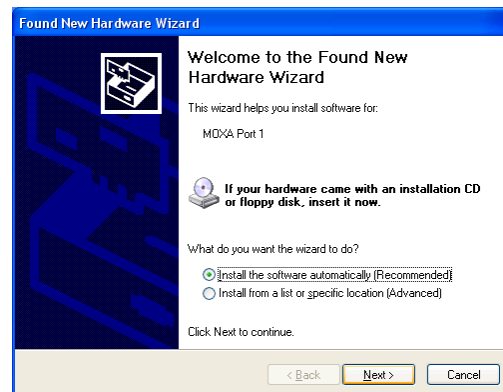 Found New Hardware Wizard
Welcome to the Found New
Hardware Wizard
This wizard helps you install software for:
MOXA Port 1
If your hardware came with an installation CD
or floppy disk, insert it now.
What do you want the wizard to do?
Install the software automatically (Recommended)
Install from a list or specific location (Advanced)
Click Next to continue.
< Back
Next >
Cancel